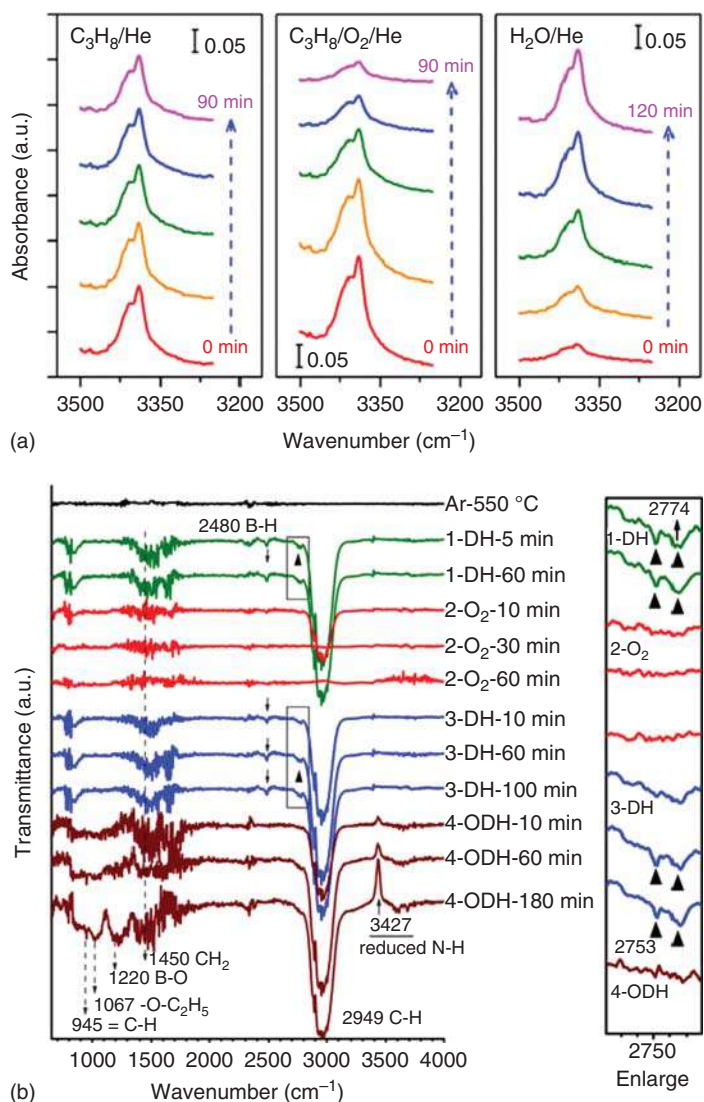 C₃H₈/He
0.05
90 min
0 min
C₃H₈/O₂/He
90 min
0.05
0 min
H₂O/He
0.05
120 min
0 min
Absorbance (a.u.)
3500 3350 3200
3500 3350 3200
3500 3350 3200
(a)
Wavenumber (cm⁻¹)
Ar-550 °C
2480 B-H
1-DH-5 min
1-DH-60 min
2-O₂-10 min
2-O₂-30 min
2-O₂-60 min
3-DH-10 min
3-DH-60 min
3-DH-100 min
4-ODH-10 min
4-ODH-60 min
4-ODH-180 min
3427
reduced N-H
1450 CH₂
1220 B-O
1067 -O-C₂H₅
945 = C-H
2949 C-H
Transmittance (a.u.)
1000 1500 2000 2500 3000 3500 4000
(b)
Wavenumber (cm⁻¹)
2774
1-DH
2-O₂
3-DH
2753
4-ODH
2750
Enlarge